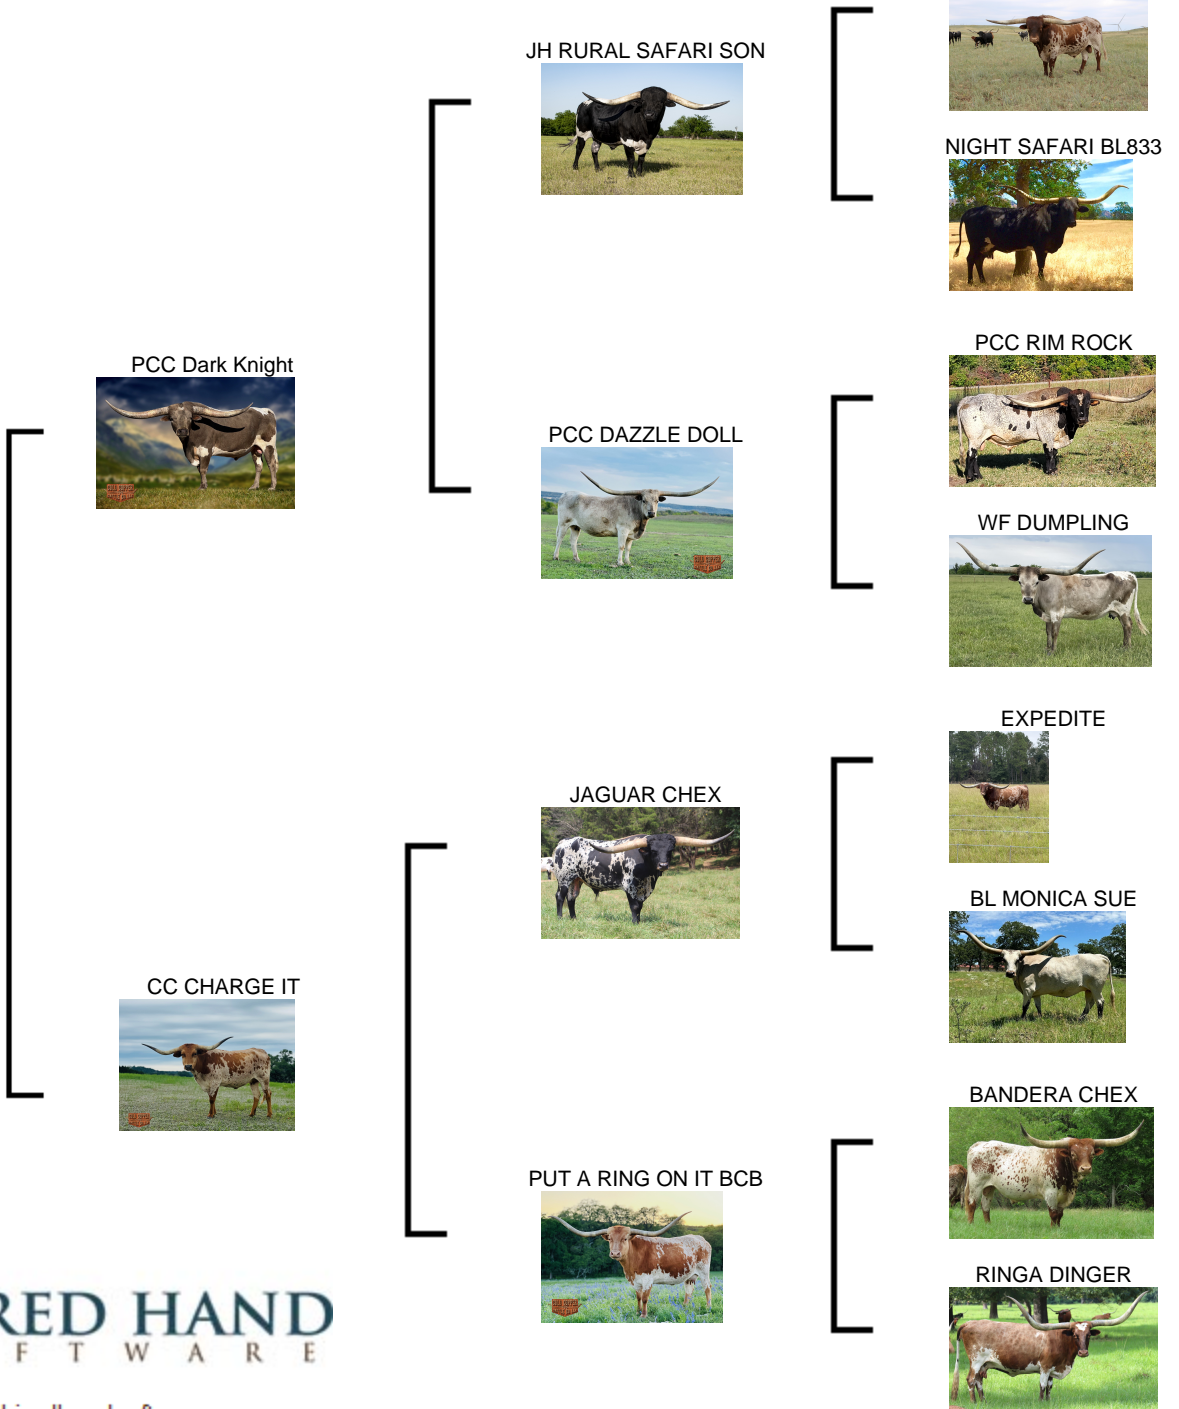 JH RURAL SAFARI SON
NIGHT SAFARI BL833
PCC Dark Knight
PCC RIM ROCK
PCC DAZZLE DOLL
WF DUMPLING
EXPEDITE
JAGUAR CHEX
BL MONICA SUE
CC CHARGE IT
BANDERA CHEX
PUT A RING ON IT BCB
RINGA DINGER
RED HAND
F T W A R E